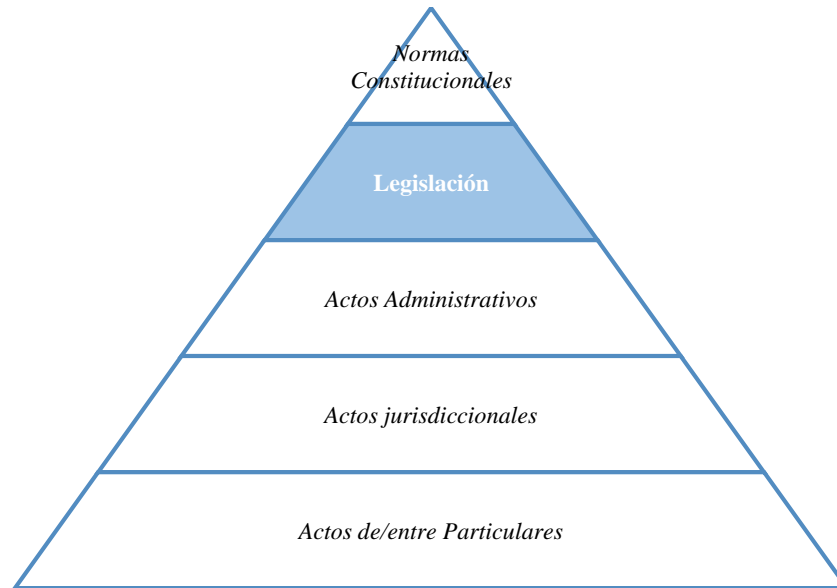 Normas
Constitucionales
Legislación
Actos Administrativos
Actos jurisdiccionales
Actos de/entre Particulares